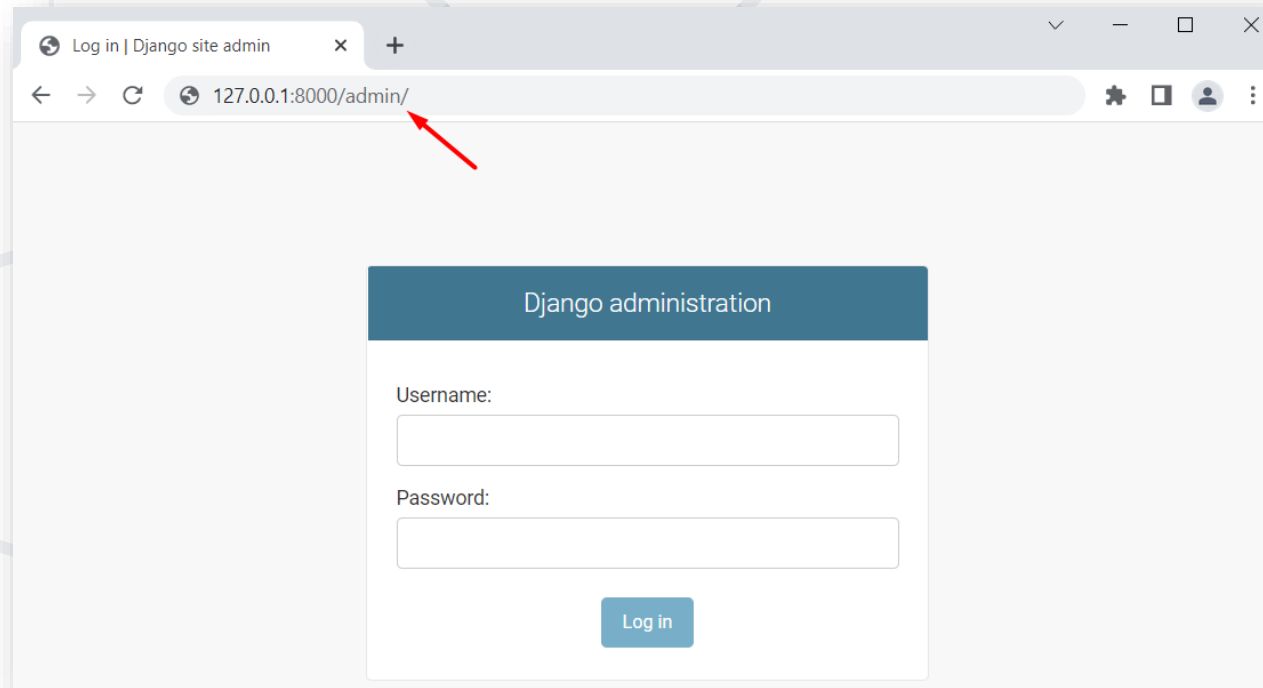 Log in | Django site admin
127.0.0.1:8000/admin/
Django administration
Username:
Password:
Log in